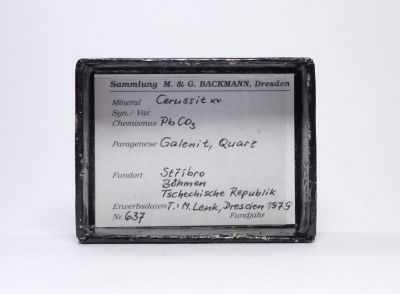 Sammlung M. & G. BACKMANN, Dresden
Mineral Cerussit xx
Syn./ Var.
Chemismus PbCO3
Paragenese Galenit, Quarz
Fundort Stříbro
Böhmen
Tschechische Republik
Erwerbsdaten T.: M. Lenk, Dresden 1979
Nr. 637 Fundjahr